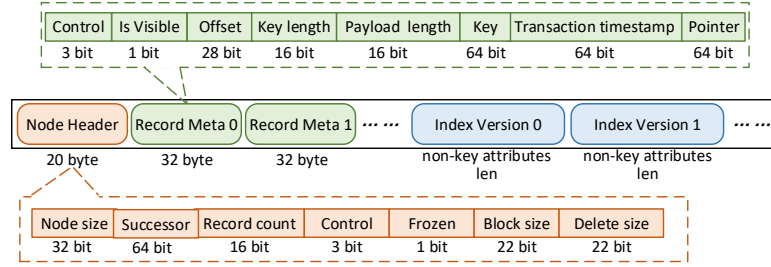 Control Is Visible Offset Key length Payload length Key Transaction timestamp Pointer
3 bit 1 bit 28 bit 16 bit 16 bit 64 bit 64 bit 64 bit
Node Header Record Meta 0 Record Meta 1 ... ... Index Version 0 Index Version 1 ... ...
20 byte 32 byte 32 byte non-key attributes len non-key attributes len
Node size Successor Record count Control Frozen Block size Delete size
32 bit 64 bit 16 bit 3 bit 1 bit 22 bit 22 bit